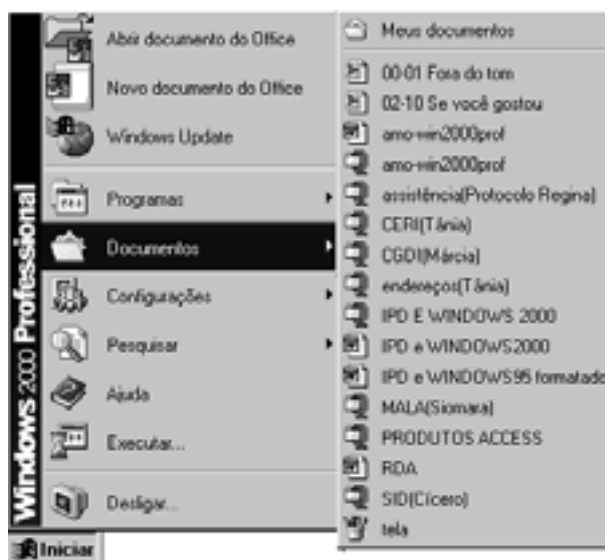 Windows 2000 Professional
Abrir documento do Office
Novo documento do Office
Windows Update
Programas
Documentos
Configurações
Pesquisar
Ajuda
Executar...
Desligar...
Iniciar
Meus documentos
00-01 Fora do tom
02-10 Se você gostou
amo-win2000prof
amo-win2000prof
assistência(Protocolo Regina)
CERI(Tânia)
CGDI(Márcia)
endereços(Tânia)
IPD E WINDOWS 2000
IPD e WINDOWS2000
IPD e WINDOWS95 formatado
MALA(Siomara)
PRODUTOS ACCESS
RDA
SID(Cícero)
tela